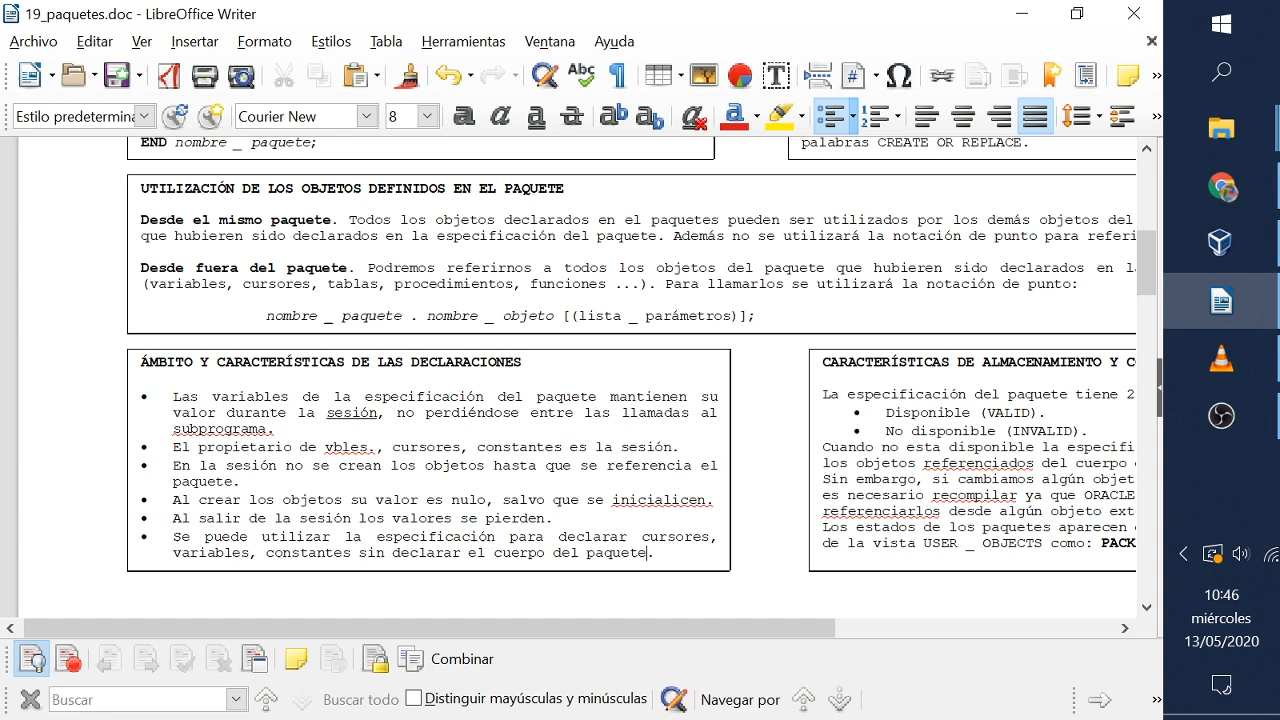 19_paquetes.doc - LibreOffice Writer
Archivo Editar Ver Insertar Formato Estilos Tabla Herramientas Ventana Ayuda
Estilo predetermina Courier New 8
END nombre _ paquete;
palabras CREATE OR REPLACE.
UTILIZACIÓN DE LOS OBJETOS DEFINIDOS EN EL PAQUETE
Desde el mismo paquete. Todos los objetos declarados en el paquetes pueden ser utilizados por los demás objetos del
que hubieren sido declarados en la especificación del paquete. Además no se utilizará la notación de punto para referi
Desde fuera del paquete. Podremos referirnos a todos los objetos del paquete que hubieren sido declarados en l
(variables, cursores, tablas, procedimientos, funciones ...). Para llamarlos se utilizará la notación de punto:
nombre _ paquete . nombre _ objeto [(lista _ parámetros)];
ÁMBITO Y CARACTERÍSTICAS DE LAS DECLARACIONES
• Las variables de la especificación del paquete mantienen su
valor durante la sesión, no perdiéndose entre las llamadas al
subprograma.
• El propietario de vbles., cursores, constantes es la sesión.
• En la sesión no se crean los objetos hasta que se referencia el
paquete.
• Al crear los objetos su valor es nulo, salvo que se inicialicen.
• Al salir de la sesión los valores se pierden.
• Se puede utilizar la especificación para declarar cursores,
variables, constantes sin declarar el cuerpo del paquete.
CARACTERÍSTICAS DE ALMACENAMIENTO Y C
La especificación del paquete tiene 2
• Disponible (VALID).
• No disponible (INVALID).
Cuando no esta disponible la especifi
los objetos referenciados del cuerpo
Sin embargo, si cambiamos algún objet
es necesario recompilar ya que ORACLE
referenciarlos desde algún objeto ext
Los estados de los paquetes aparecen
de la vista USER _ OBJECTS como: PACK
Combinar
Buscar Buscar todo Distinguir mayúsculas y minúsculas Navegar por
10:46
miércoles
13/05/2020